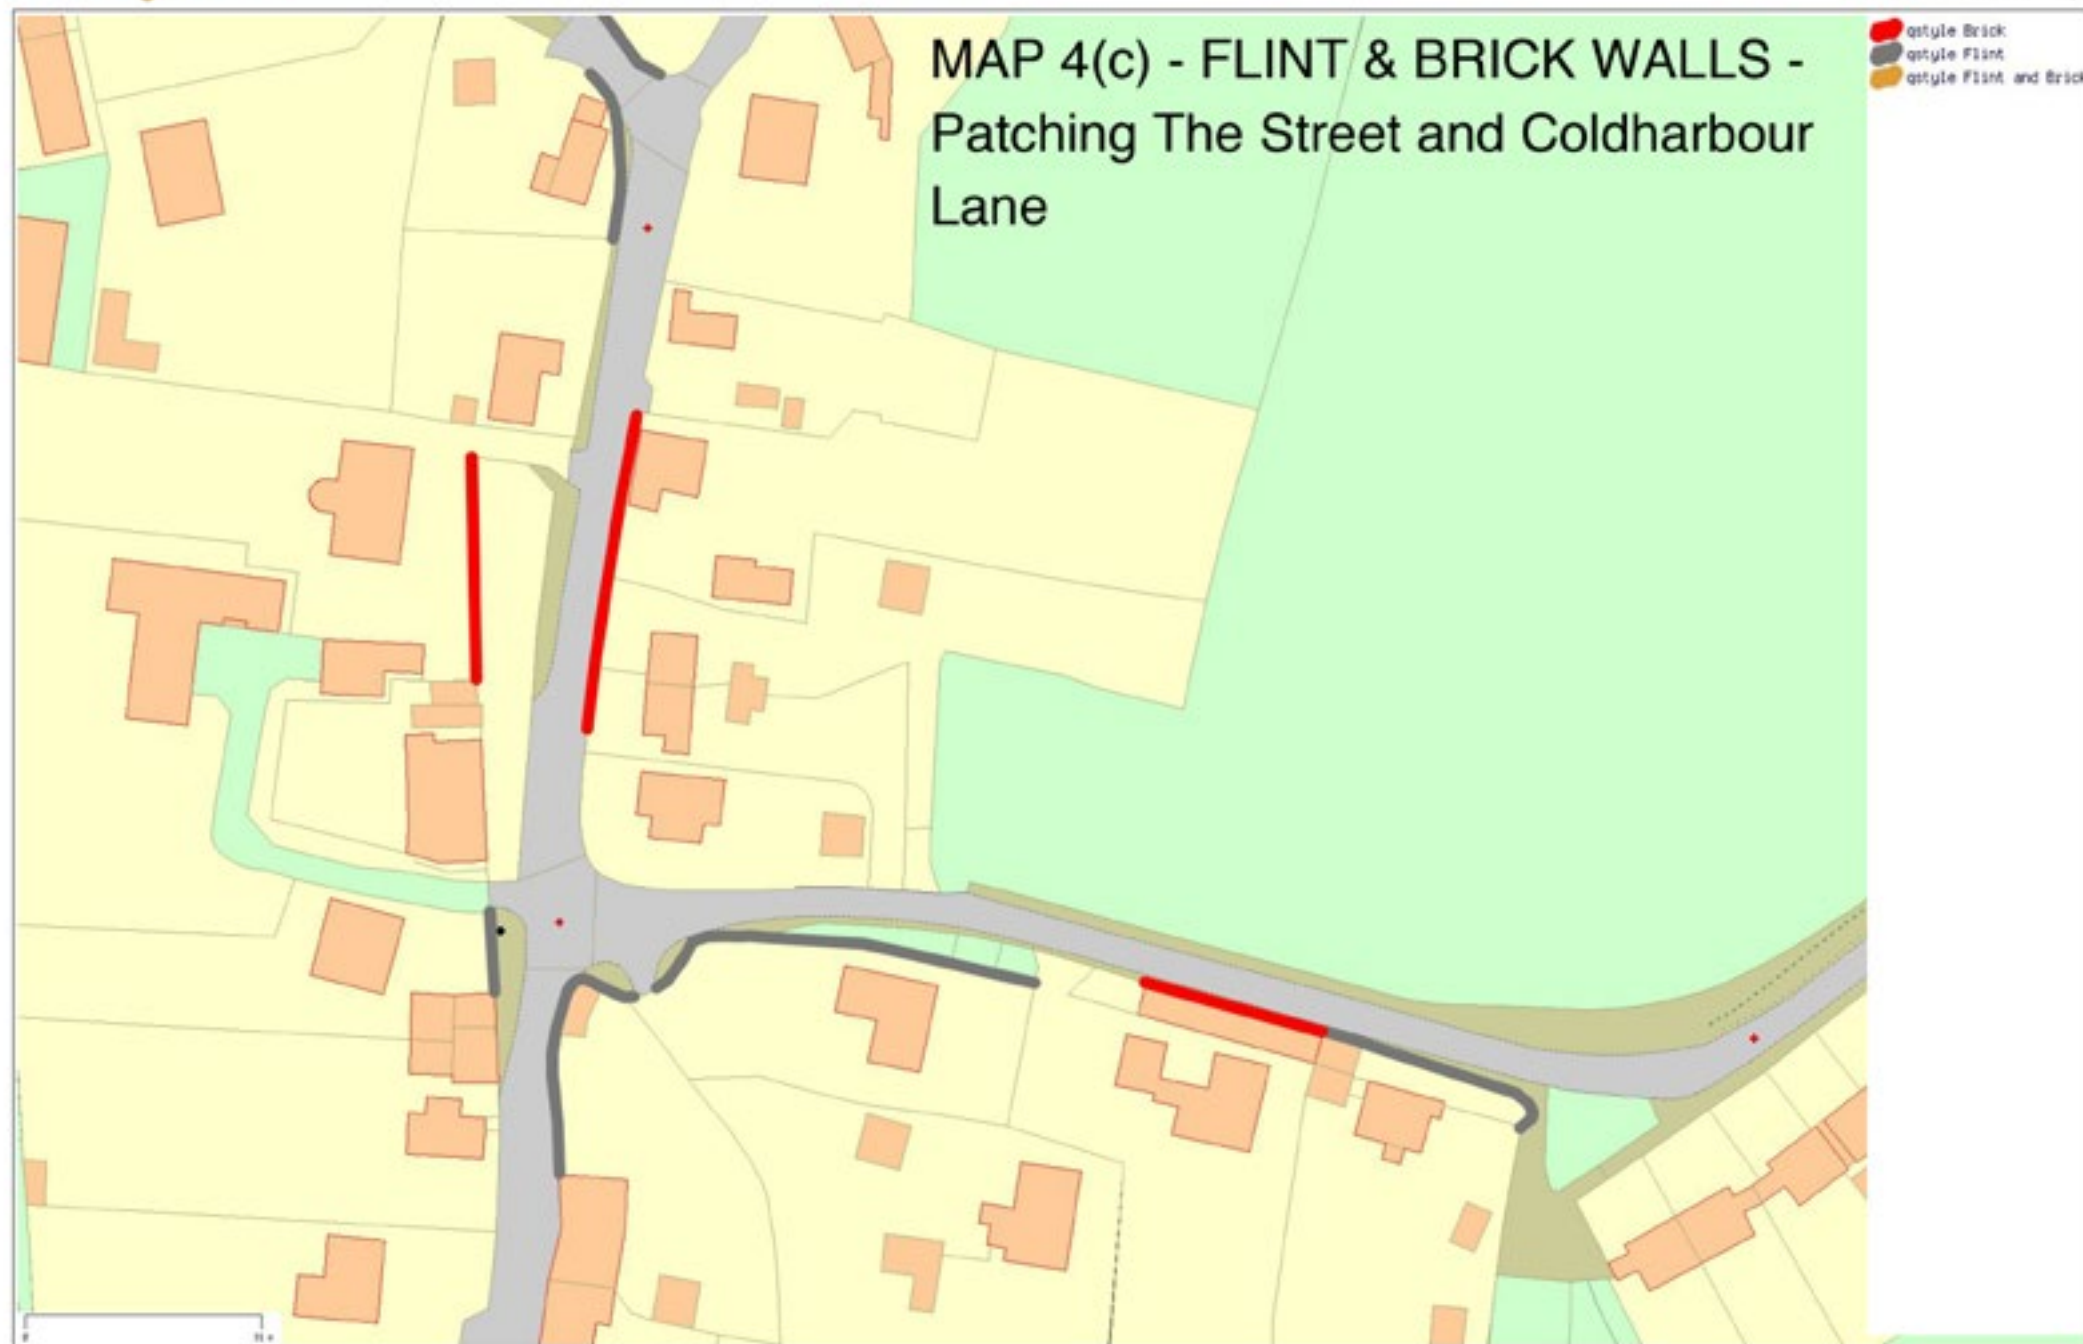 MAP 4(c) - FLINT & BRICK WALLS -
Patching The Street and Coldharbour
Lane
qstyle Brick
qstyle Flint
qstyle Flint and Brick